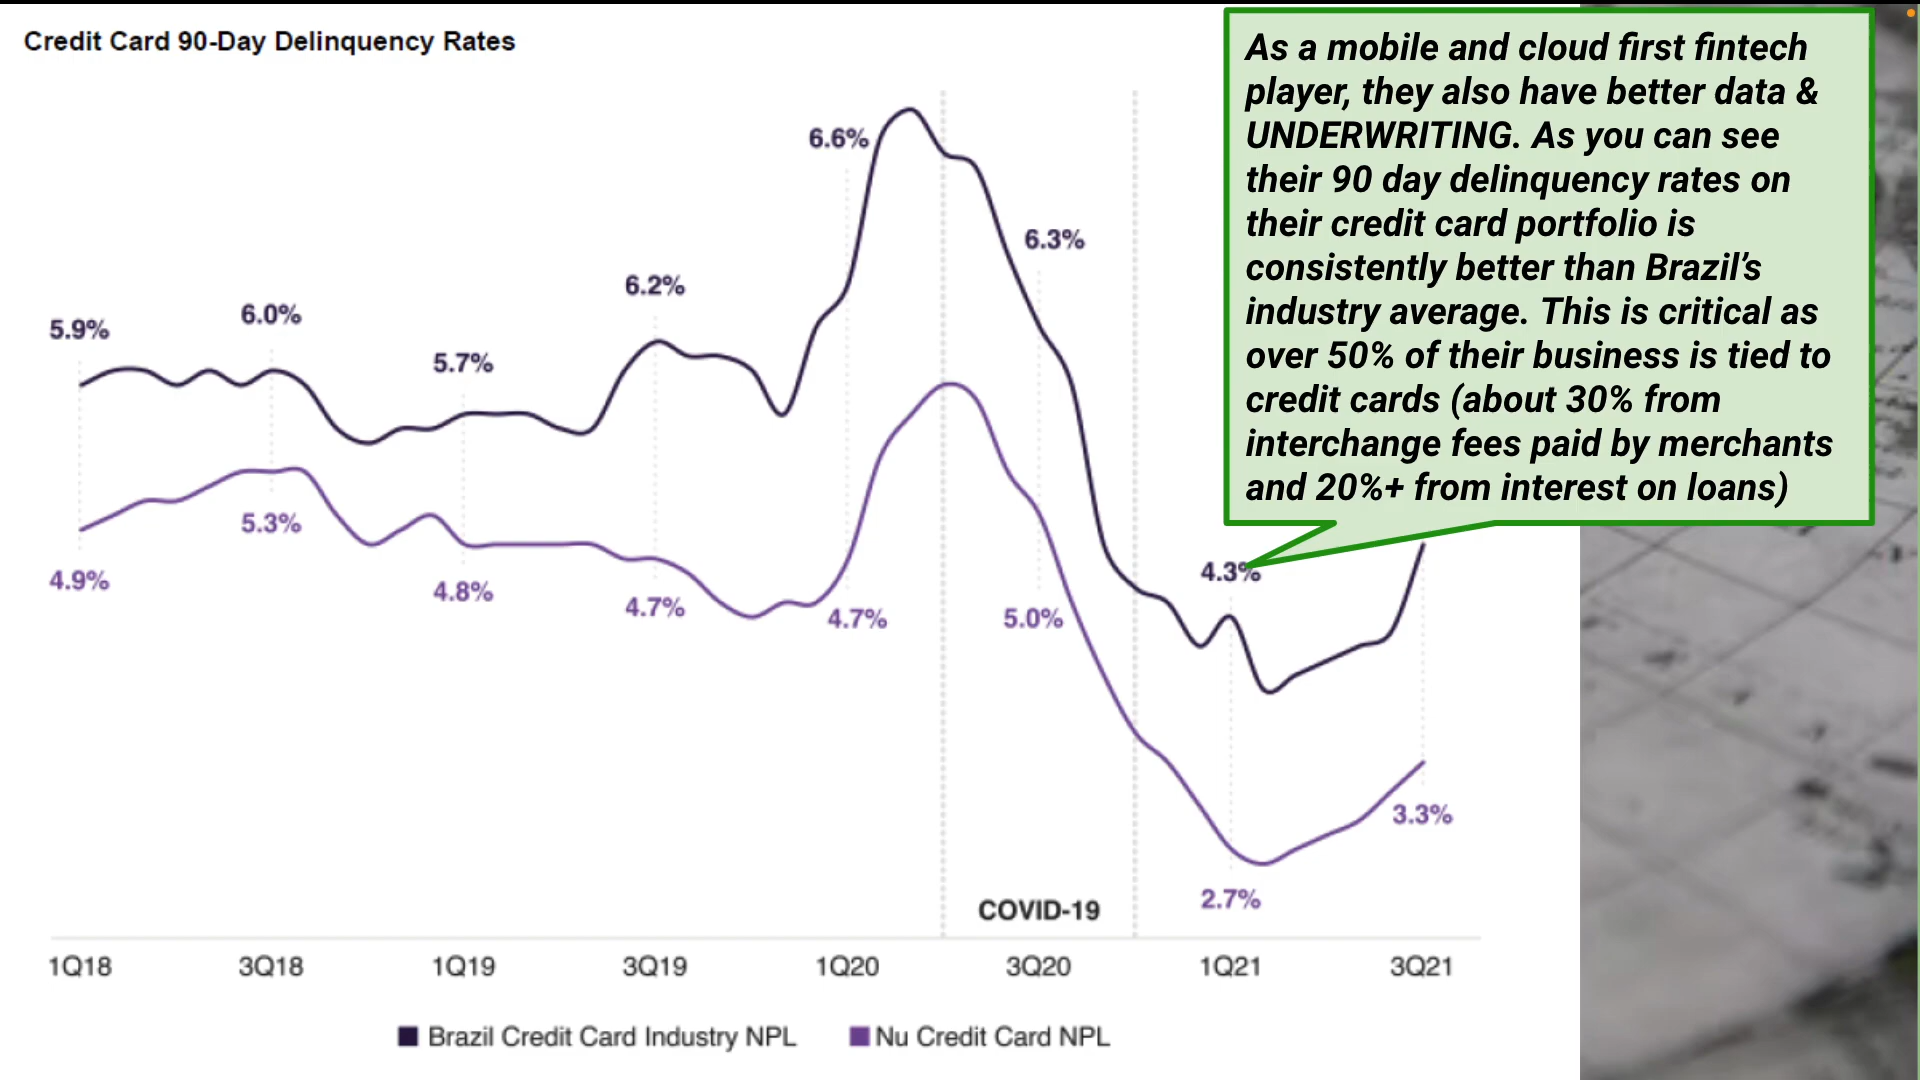 Credit Card 90-Day Delinquency Rates
As a mobile and cloud first fintech
player, they also have better data &
UNDERWRITING. As you can see
their 90 day delinquency rates on
their credit card portfolio is
consistently better than Brazil’s
industry average. This is critical as
over 50% of their business is tied to
credit cards (about 30% from
interchange fees paid by merchants
and 20%+ from interest on loans)
6.6%
6.3%
6.2%
6.0%
5.9%
5.7%
5.3%
4.9%
4.8%
4.7%
4.7%
5.0%
4.3%
3.3%
2.7%
COVID-19
1Q18 3Q18 1Q19 3Q19 1Q20 3Q20 1Q21 3Q21
Brazil Credit Card Industry NPL Nu Credit Card NPL